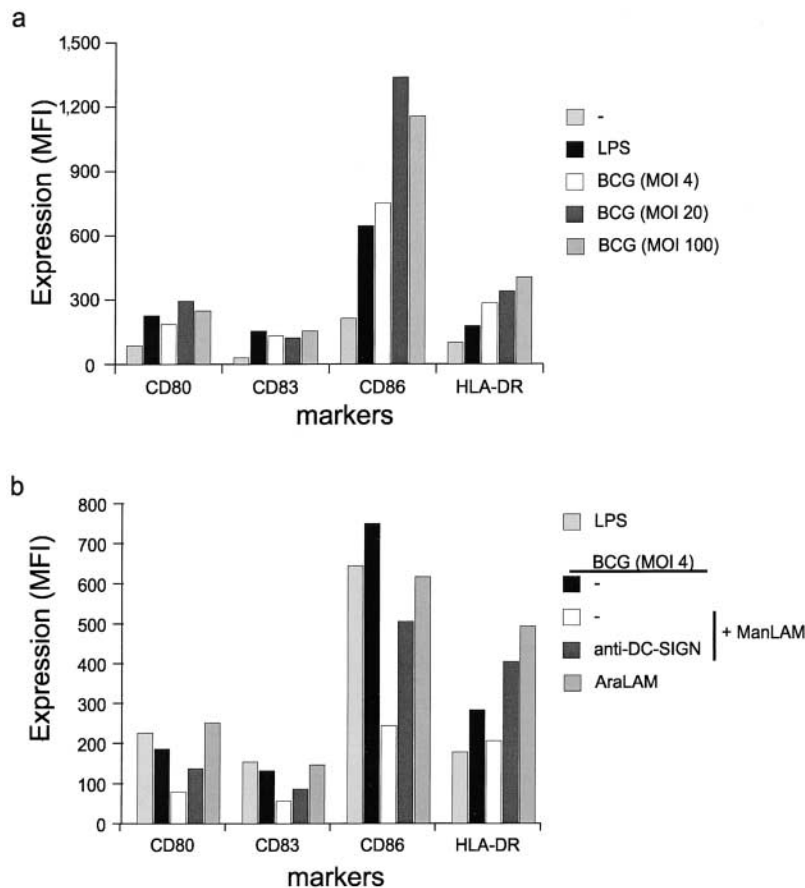 a
1,500
1,200
900
600
300
0
Expression (MFI)
CD80 CD83 CD86 HLA-DR
markers
-
LPS
BCG (MOI 4)
BCG (MOI 20)
BCG (MOI 100)
b
800
700
600
500
400
300
200
100
0
Expression (MFI)
CD80 CD83 CD86 HLA-DR
markers
LPS
BCG (MOI 4)
-
-
anti-DC-SIGN
+ ManLAM
AraLAM